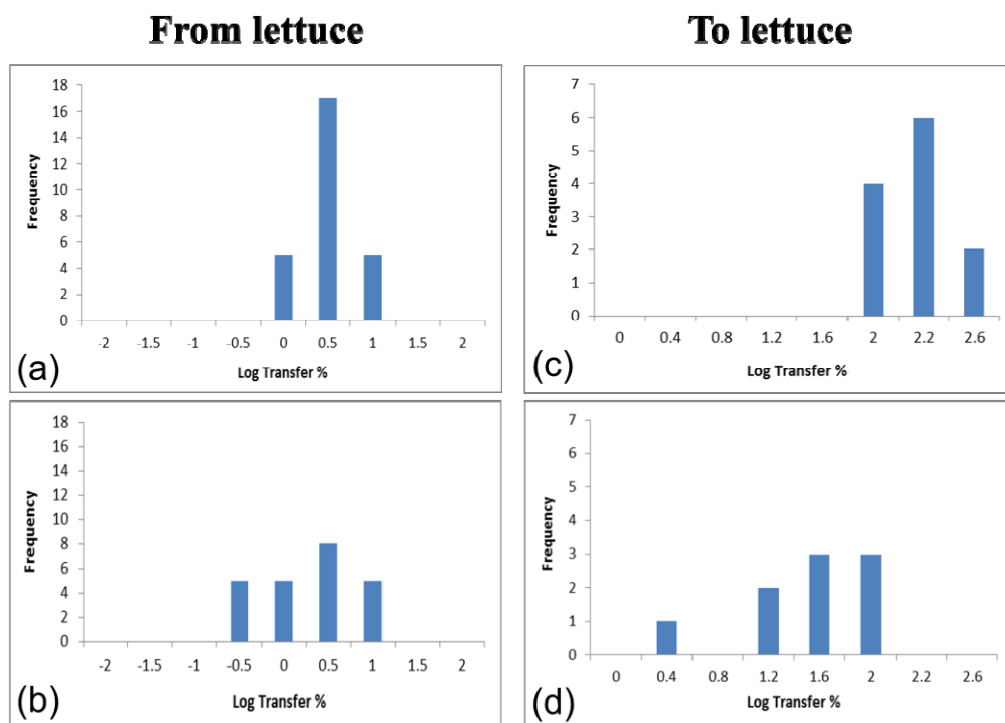 From lettuce
To lettuce
18
16
14
12
10
8
6
4
2
0
Frequency
-2 -1.5 -1 -0.5 0 0.5 1 1.5 2
Log Transfer %
(a)
7
6
5
4
3
2
1
0
Frequency
0 0.4 0.8 1.2 1.6 2 2.2 2.6
Log Transfer %
(c)
18
16
14
12
10
8
6
4
2
0
Frequency
-2 -1.5 -1 -0.5 0 0.5 1 1.5 2
Log Transfer %
(b)
7
6
5
4
3
2
1
0
Frequency
0 0.4 0.8 1.2 1.6 2 2.2 2.6
Log Transfer %
(d)